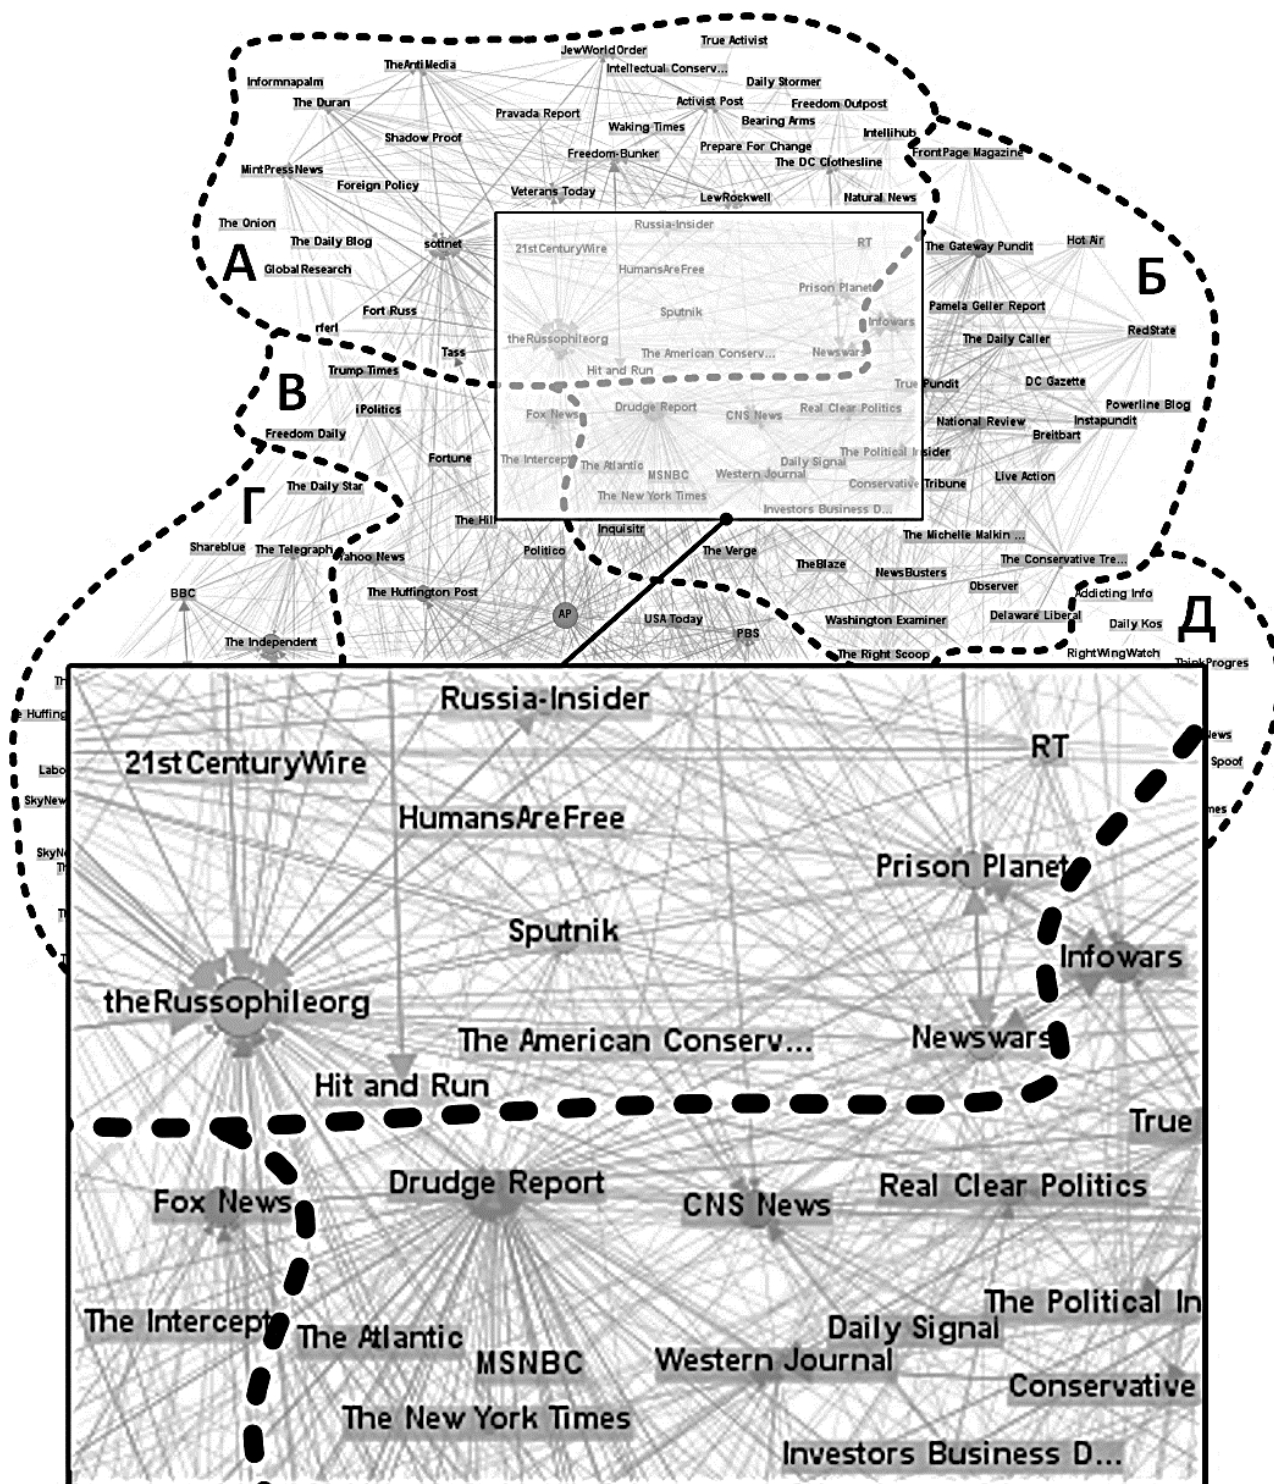 True Activist
JewWorldOrder
TheAntiMedia
Intellectual Conserv...
Informnapalm
Daily Stormer
The Duran
Activist Post
Freedom Outpost
Pravada Report
Bearing Arms
Waking Times
Shadow Proof
Intellihub
Prepare For Change
Freedom-Bunker
FrontPage Magazine
The DC Clothesline
MintPressNews
Foreign Policy
Veterans Today
LewRockwell
Natural News
The Onion
Russia-Insider
The Daily Blog
sottnet
21stCenturyWire
RT
The Gateway Pundit
Hot Air
А
GlobalResearch
HumansAreFree
Б
Prison Planet
Fort Russ
Sputnik
Pamela Geller Report
rferl
Infowars
RedState
theRussophileorg
The Daily Caller
Tass
The American Conserv...
Newswars
Trump Times
Hit and Run
True Pundit
DC Gazette
В
iPolitics
Fox News
Drudge Report
CNS News
Real Clear Politics
Powerline Blog
National Review
Instapundit
Freedom Daily
Breitbart
Fortune
The Intercept
The Atlantic
Daily Signal
The Political Insider
MSNBC
Western Journal
Live Action
The Daily Star
Conservative Tribune
The New York Times
Г
Investors Business D...
The Hill
Inquisitr
The Michelle Malkin ...
Shareblue
The Telegraph
Yahoo News
Politico
The Verge
The Conservative Tre...
TheBlaze
NewsBusters
BBC
The Huffington Post
Observer
Addicting Info
AP
USA Today
Washington Examiner
Delaware Liberal
Daily Kos
Д
The Independent
PBS
The Right Scoop
RightWingWatch
ThinkProgres
Th
e Huffing
News
Labo
Spoof
SkyNew
mes
SkyNe
Th
Russia-Insider
21stCenturyWire
RT
HumansAreFree
Prison Planet
Sputnik
Infowars
theRussophileorg
The American Conserv...
Newswars
Hit and Run
True
Drudge Report
Fox News
CNS News
Real Clear Politics
The Political In
The Intercept
The Atlantic
Daily Signal
MSNBC
Western Journal
Conservative
The New York Times
Investors Business D...